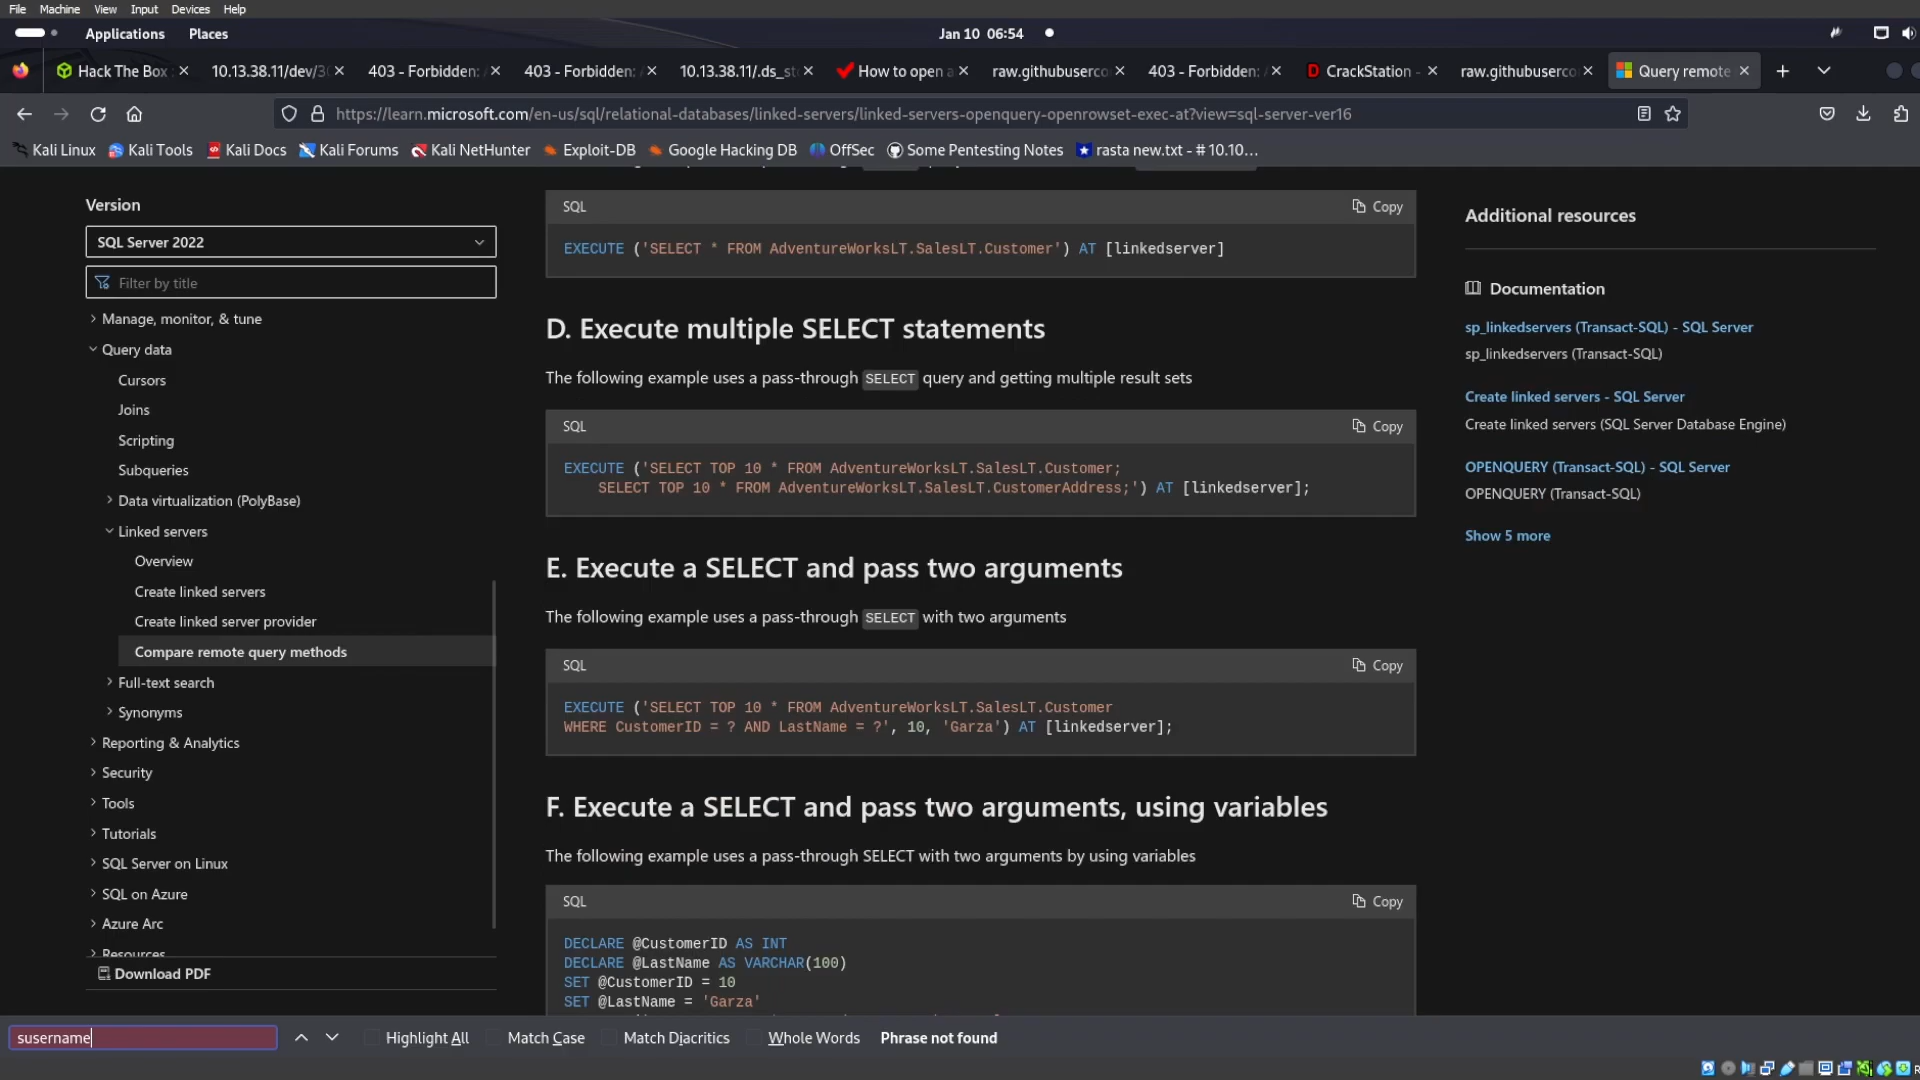 File Machine View Input Devices Help
Applications Places
Jan 10 06:54
Hack The Box :
10.13.38.11/dev/3
403 - Forbidden:
403 - Forbidden:
10.13.38.11/.ds_st
How to open a
raw.githubuserco
403 - Forbidden:
CrackStation -
raw.githubuserco
Query remote
https://learn.microsoft.com/en-us/sql/relational-databases/linked-servers/linked-servers-openquery-openrowset-exec-at?view=sql-server-ver16
Kali Linux Kali Tools Kali Docs Kali Forums Kali NetHunter Exploit-DB Google Hacking DB OffSec Some Pentesting Notes rasta new.txt - # 10.10...
Version
SQL Server 2022
Filter by title
Manage, monitor, & tune
Query data
Cursors
Joins
Scripting
Subqueries
Data virtualization (PolyBase)
Linked servers
Overview
Create linked servers
Create linked server provider
Compare remote query methods
Full-text search
Synonyms
Reporting & Analytics
Security
Tools
Tutorials
SQL Server on Linux
SQL on Azure
Azure Arc
Resources
Download PDF
SQL
Copy
EXECUTE ('SELECT * FROM AdventureWorksLT.SalesLT.Customer') AT [linkedserver]
D. Execute multiple SELECT statements
The following example uses a pass-through SELECT query and getting multiple result sets
SQL
Copy
EXECUTE ('SELECT TOP 10 * FROM AdventureWorksLT.SalesLT.Customer;
SELECT TOP 10 * FROM AdventureWorksLT.SalesLT.CustomerAddress;') AT [linkedserver];
E. Execute a SELECT and pass two arguments
The following example uses a pass-through SELECT with two arguments
SQL
Copy
EXECUTE ('SELECT TOP 10 * FROM AdventureWorksLT.SalesLT.Customer
WHERE CustomerID = ? AND LastName = ?', 10, 'Garza') AT [linkedserver];
F. Execute a SELECT and pass two arguments, using variables
The following example uses a pass-through SELECT with two arguments by using variables
SQL
Copy
DECLARE @CustomerID AS INT
DECLARE @LastName AS VARCHAR(100)
SET @CustomerID = 10
SET @LastName = 'Garza'
Additional resources
Documentation
sp_linkedservers (Transact-SQL) - SQL Server
sp_linkedservers (Transact-SQL)
Create linked servers - SQL Server
Create linked servers (SQL Server Database Engine)
OPENQUERY (Transact-SQL) - SQL Server
OPENQUERY (Transact-SQL)
Show 5 more
susername
Highlight All
Match Case
Match Diacritics
Whole Words
Phrase not found